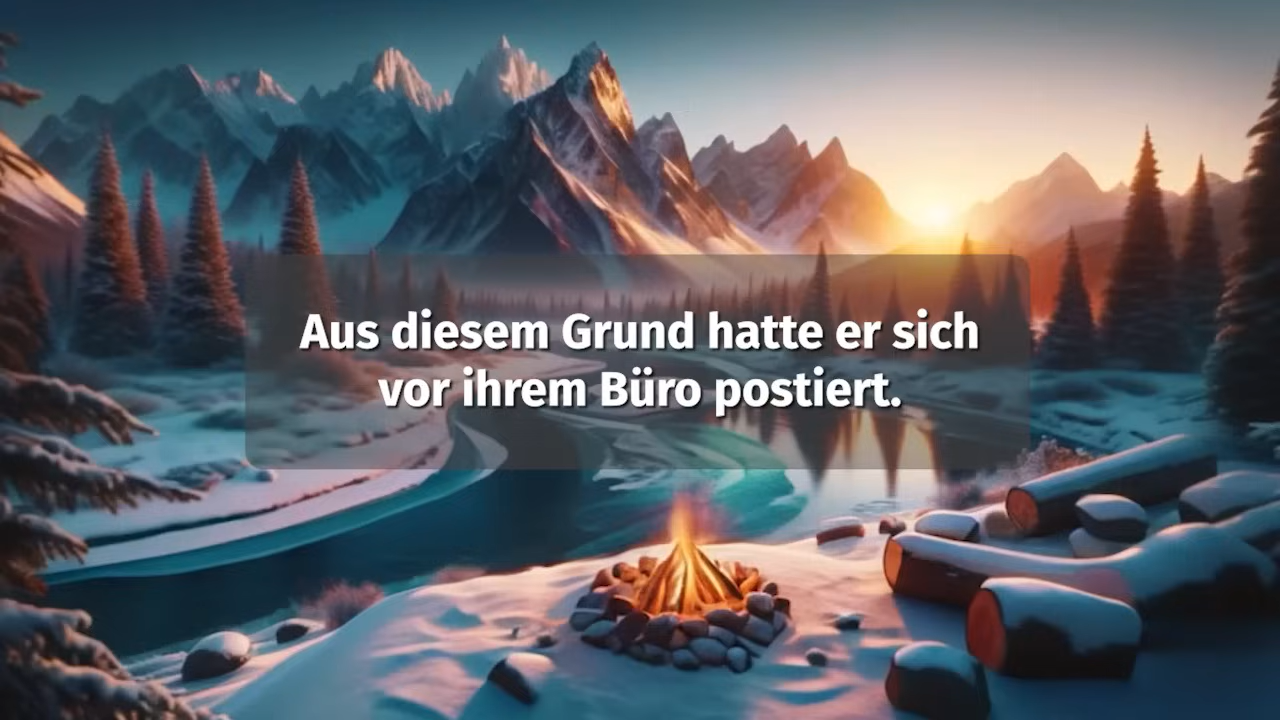 Aus diesem Grund hatte er sich
vor ihrem Büro postiert.